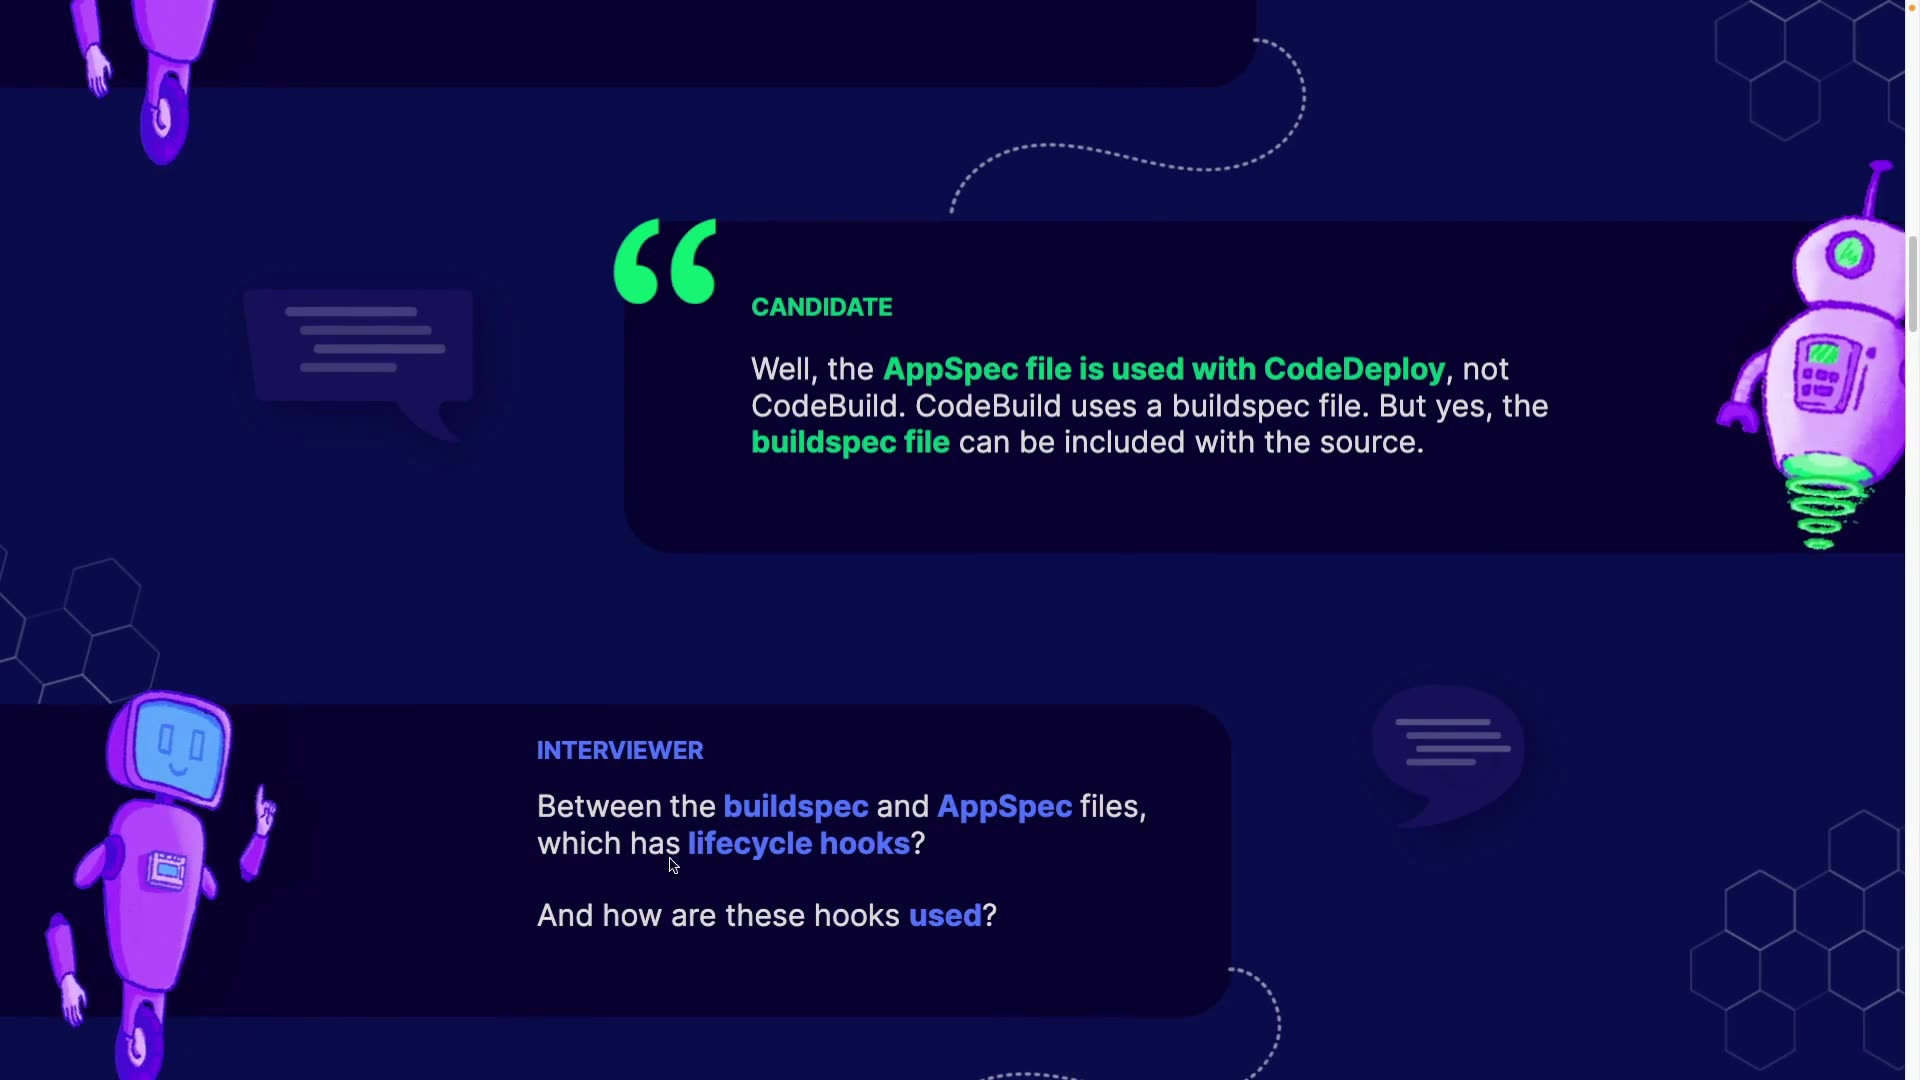 CANDIDATE
Well, the AppSpec file is used with CodeDeploy, not
CodeBuild. CodeBuild uses a buildspec file. But yes, the
buildspec file can be included with the source.
INTERVIEWER
Between the buildspec and AppSpec files,
which has lifecycle hooks?
And how are these hooks used?